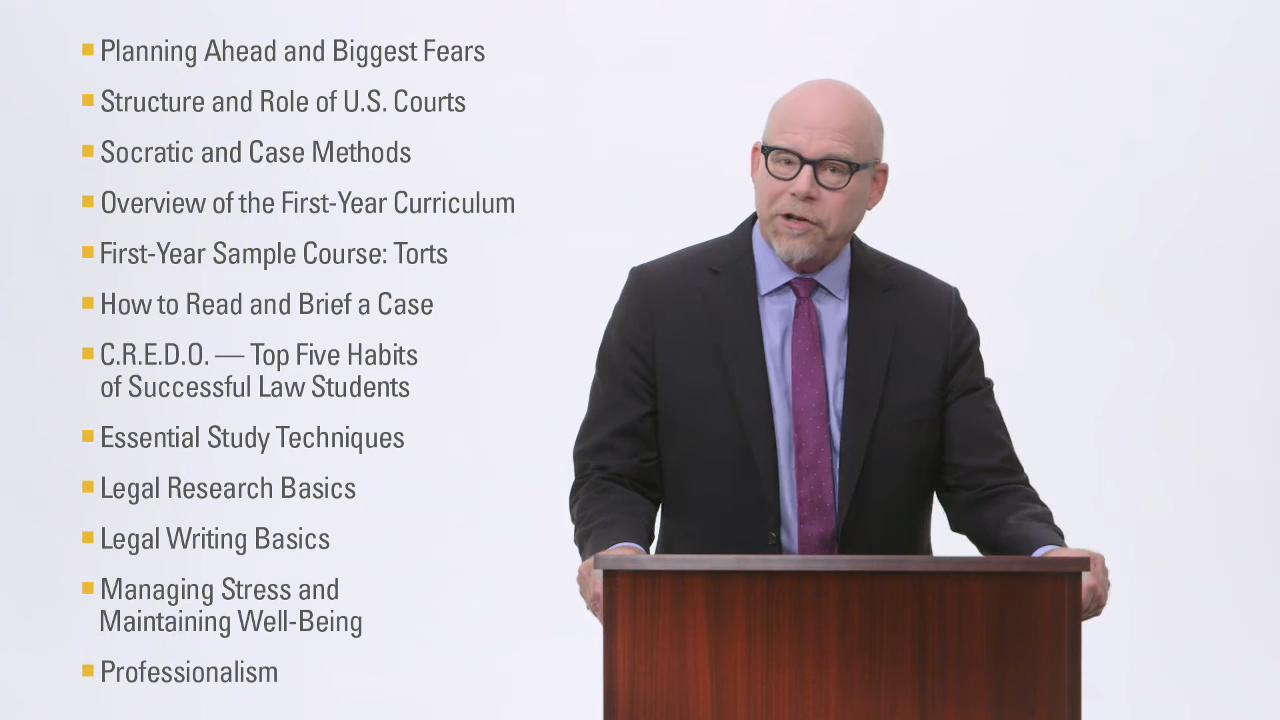 Planning Ahead and Biggest Fears
Structure and Role of U.S. Courts
Socratic and Case Methods
Overview of the First-Year Curriculum
First-Year Sample Course: Torts
How to Read and Brief a Case
C.R.E.D.O. — Top Five Habits
of Successful Law Students
Essential Study Techniques
Legal Research Basics
Legal Writing Basics
Managing Stress and
Maintaining Well-Being
Professionalism